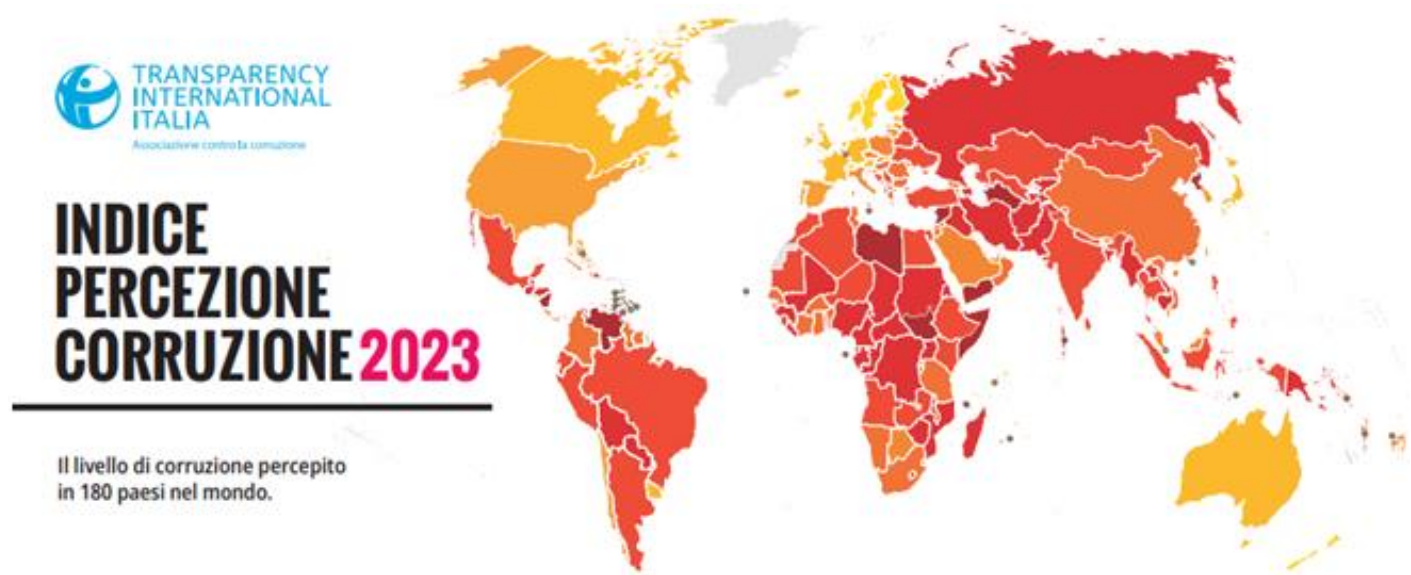 TRANSPARENCY
INTERNATIONAL
ITALIA
Associazione contro la corruzione
INDICE
PERCEZIONE
CORRUZIONE 2023
Il livello di corruzione percepito
in 180 paesi nel mondo.